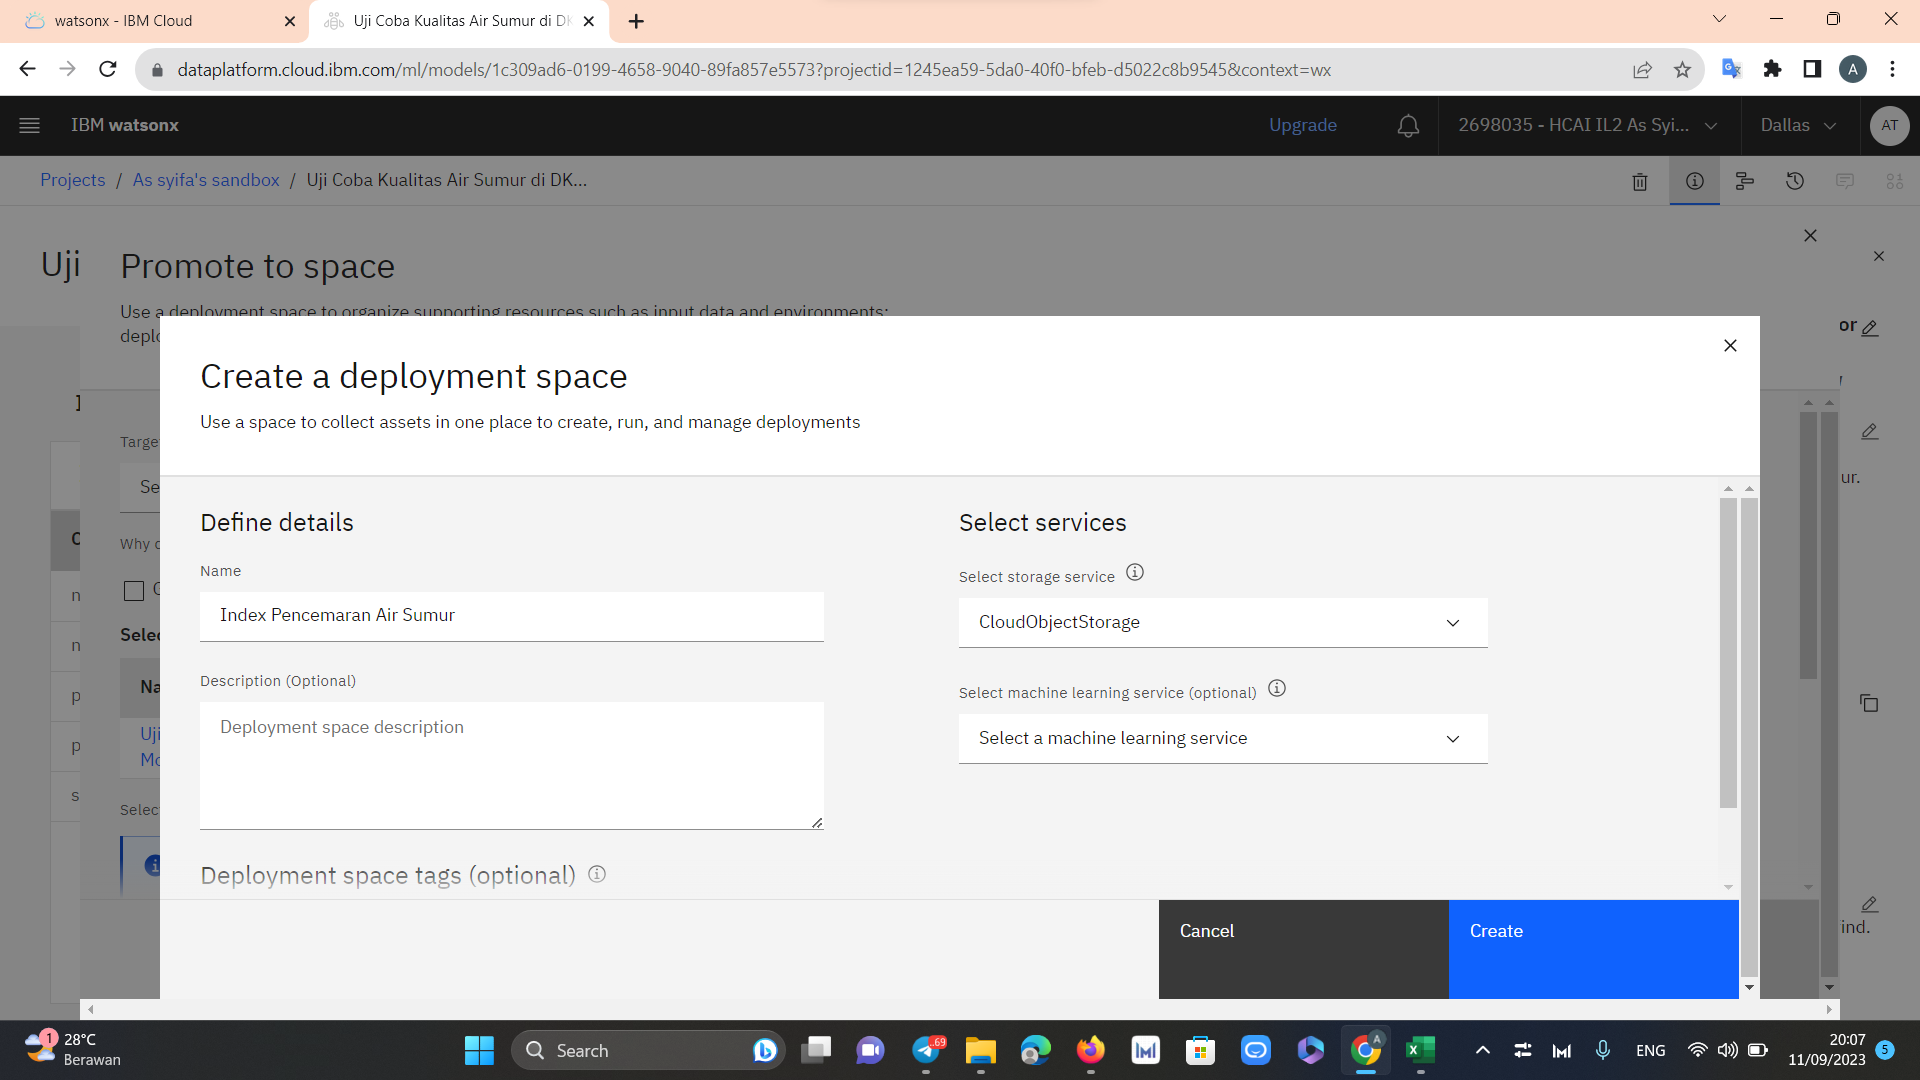 watsonx - IBM Cloud
Uji Coba Kualitas Air Sumur di DK
dataplatform.cloud.ibm.com/ml/models/1c309ad6-0199-4658-9040-89fa857e5573?projectid=1245ea59-5da0-40f0-bfeb-d5022c8b9545&context=wx
A
IBM watsonx
Upgrade
2698035 - HCAI IL2 As Syi...
Dallas
AT
Projects / As syifa's sandbox / Uji Coba Kualitas Air Sumur di DK...
Uji
Promote to space
Use a deployment space to organize supporting resources such as input data and environments;
deplo
or
Create a deployment space
Use a space to collect assets in one place to create, run, and manage deployments
Targe
Se
ur.
Define details
Select services
Why
Name
Select storage service
Index Pencemaran Air Sumur
CloudObjectStorage
Selec
Description (Optional)
Select machine learning service (optional)
Na
Deployment space description
Select a machine learning service
Uji
Mo
n
n
p
p
s
Selec
Deployment space tags (optional)
Cancel
Create
ind.
1
28°C
Berawan
Search
69
A
ENG
20:07
11/09/2023
5